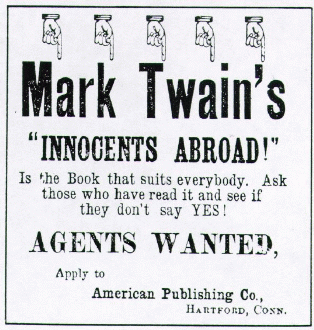 Mark Twain's
"INNOCENTS ABROAD!"
Is the Book that suits everybody. Ask
those who have read it and see if
they don't say YES!
AGENTS WANTED,
Apply to
American Publishing Co.,
HARTFORD, CONN.